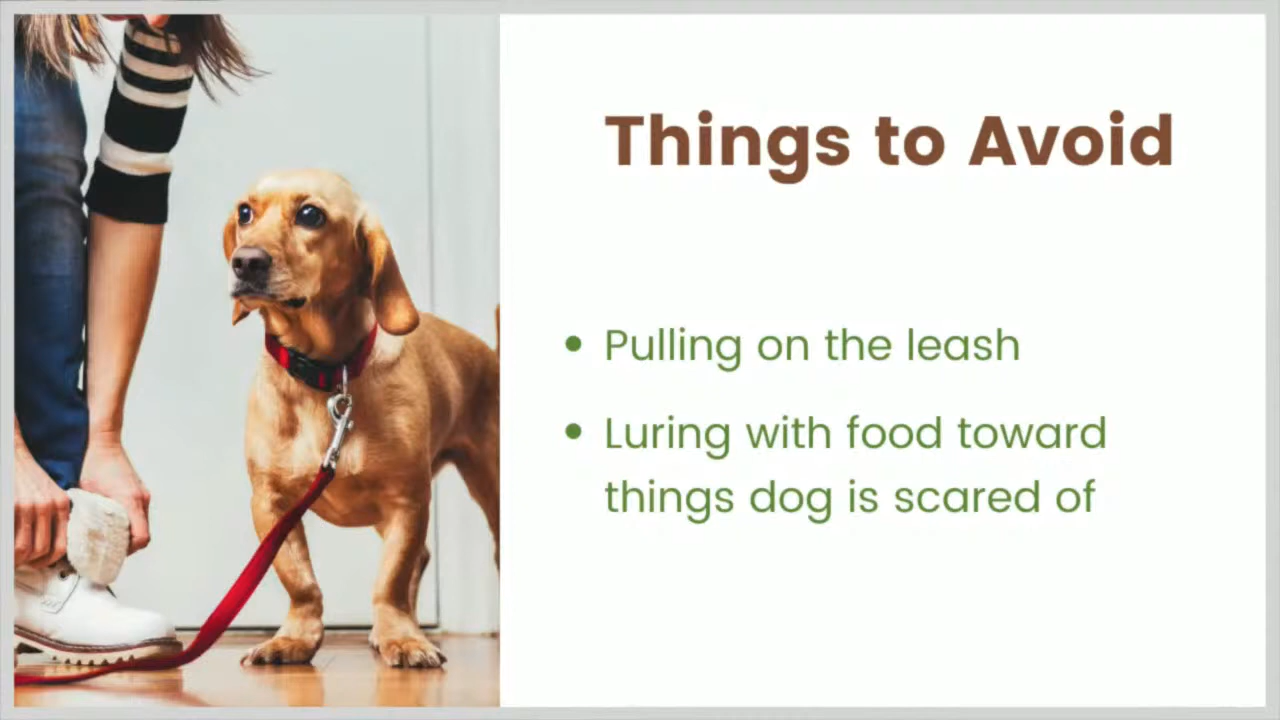 Things to Avoid
• Pulling on the leash
• Luring with food toward
things dog is scared of